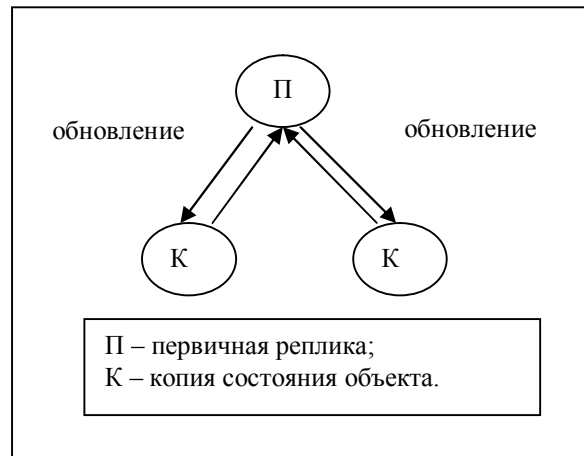 П
обновление
обновление
К
К
П – первичная реплика;
К – копия состояния объекта.